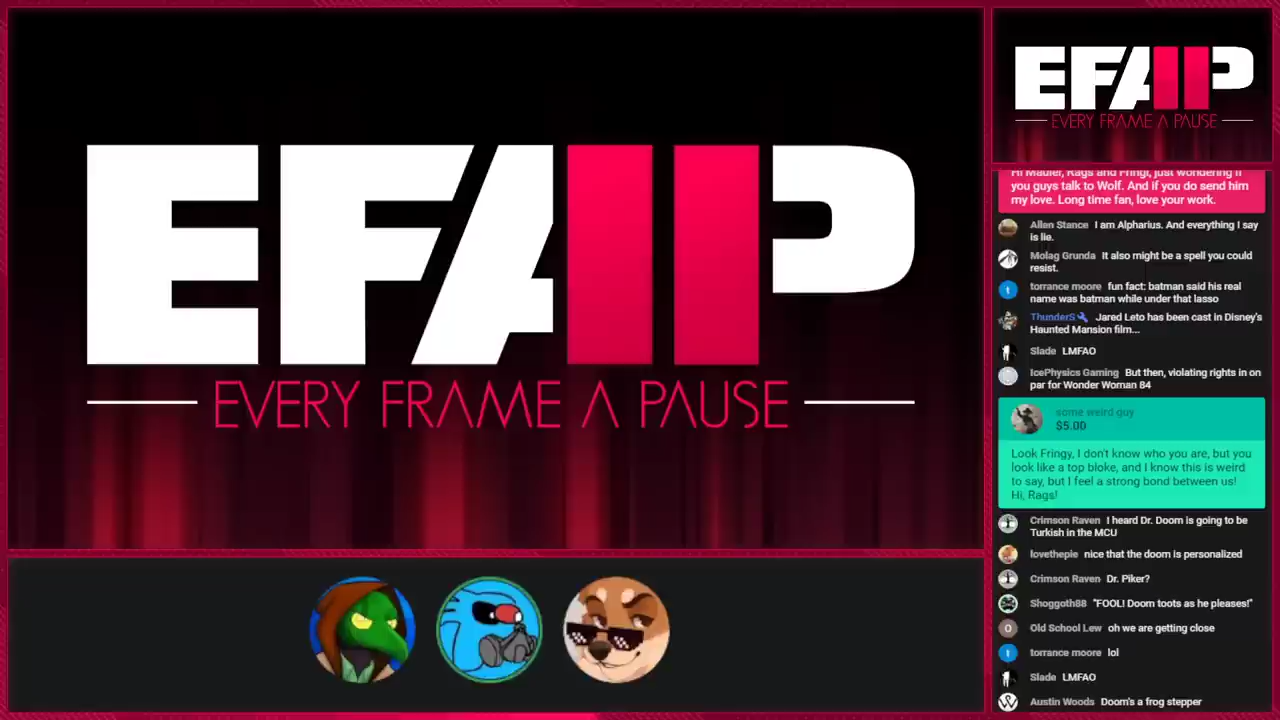 EFAP
EVERY FRAME A PAUSE
EFAP
EVERY FRAME A PAUSE
Hi Mauler, Rags and Fringi, just wondering if
you guys talk to Wolf. And if you do send him
my love. Long time fan, love your work.
Allen Stance I am Alpharius. And everything I say
is lie.
Molag Grunda It also might be a spell you could
resist.
t
torrance moore fun fact: batman said his real
name was batman while under that lasso
ThunderS Jared Leto has been cast in Disney's
Haunted Mansion film...
Slade LMFAO
IcePhysics Gaming But then, violating rights in on
par for Wonder Woman 84
some weird guy
$5.00
Look Fringy, I don't know who you are, but you
look like a top bloke, and I know this is weird
to say, but I feel a strong bond between us!
Hi, Rags!
Crimson Raven I heard Dr. Doom is going to be
Turkish in the MCU
lovethepie nice that the doom is personalized
Crimson Raven Dr. Piker?
Shoggoth88 "FOOL! Doom toots as he pleases!"
O
Old School Lew oh we are getting close
t
torrance moore lol
Slade LMFAO
Austin Woods Doom's a frog stepper